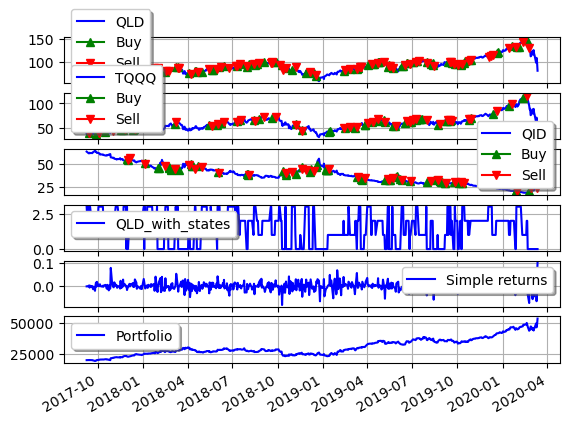 QLD
Buy
Sell
TQQQ
Buy
Sell
150
100
100
50
QID
Buy
Sell
50
25
QLD_with_states
2.5
0.0
Simple returns
0.1
0.0
Portfolio
50000
25000
2017-10
2018-01
2018-04
2018-07
2018-10
2019-01
2019-04
2019-07
2019-10
2020-01
2020-04